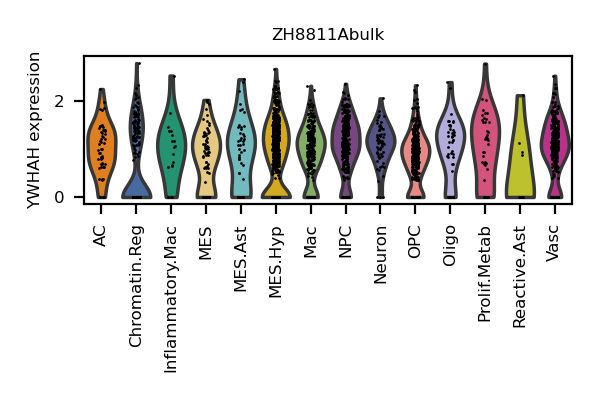 ZH8811Abulk
YWHAH expression
2
0
AC
Chromatin.Reg
Inflammatory.Mac
MES
MES.Ast
MES.Hyp
Mac
NPC
Neuron
OPC
Oligo
Prolif.Metab
Reactive.Ast
Vasc